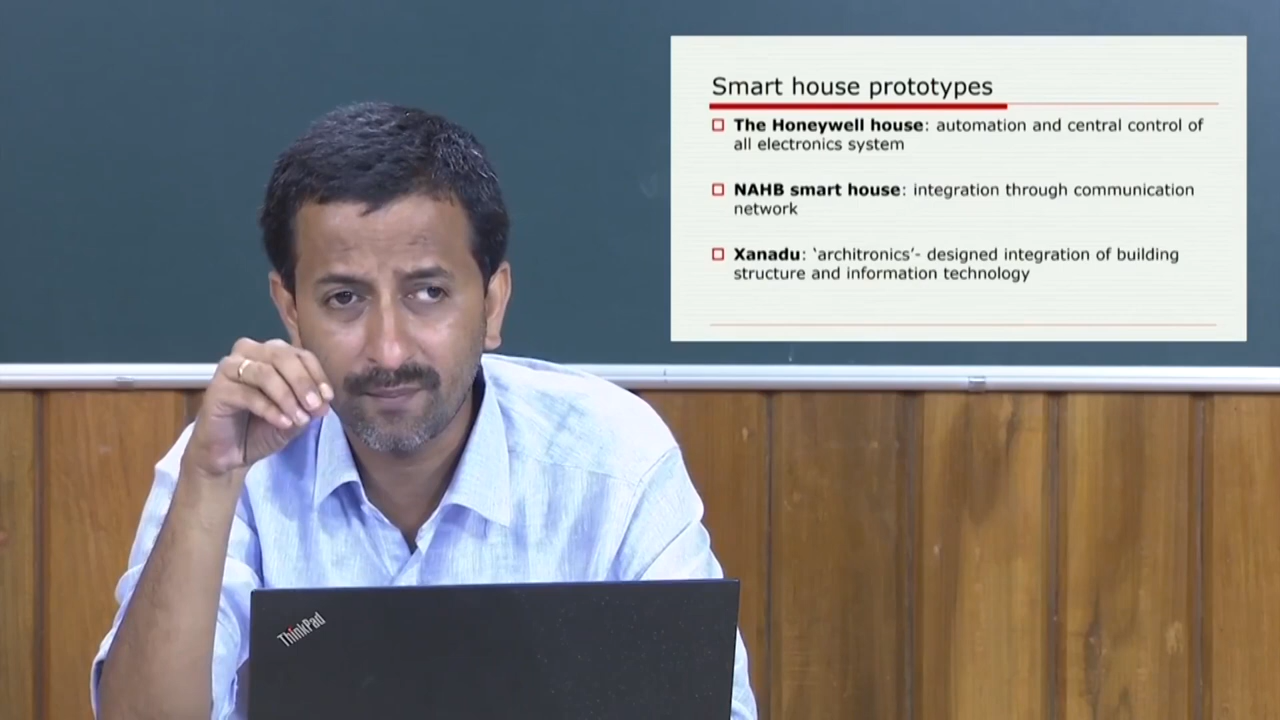 Smart house prototypes
The Honeywell house: automation and central control of
all electronics system
NAHB smart house: integration through communication
network
Xanadu: ‘architronics’- designed integration of building
structure and information technology
ThinkPad